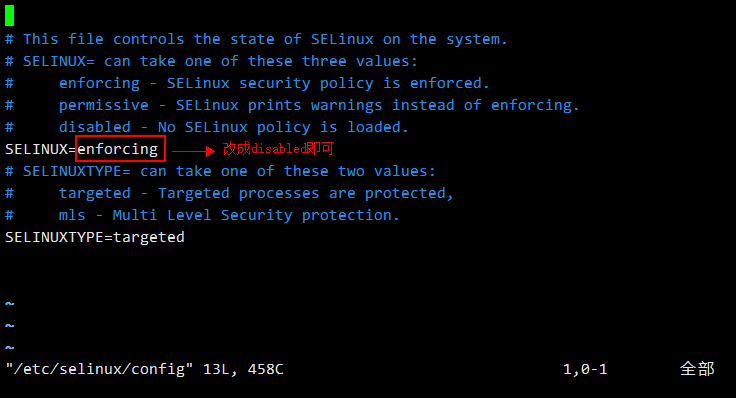 # This file controls the state of SELinux on the system.
# SELINUX= can take one of these three values:
#     enforcing - SELinux security policy is enforced.
#     permissive - SELinux prints warnings instead of enforcing.
#     disabled - No SELinux policy is loaded.
SELINUX=enforcing 改成disabled即可
# SELINUXTYPE= can take one of these two values:
#     targeted - Targeted processes are protected,
#     mls - Multi Level Security protection.
SELINUXTYPE=targeted
~
~
~
"/etc/selinux/config" 13L, 458C 1,0-1 全部